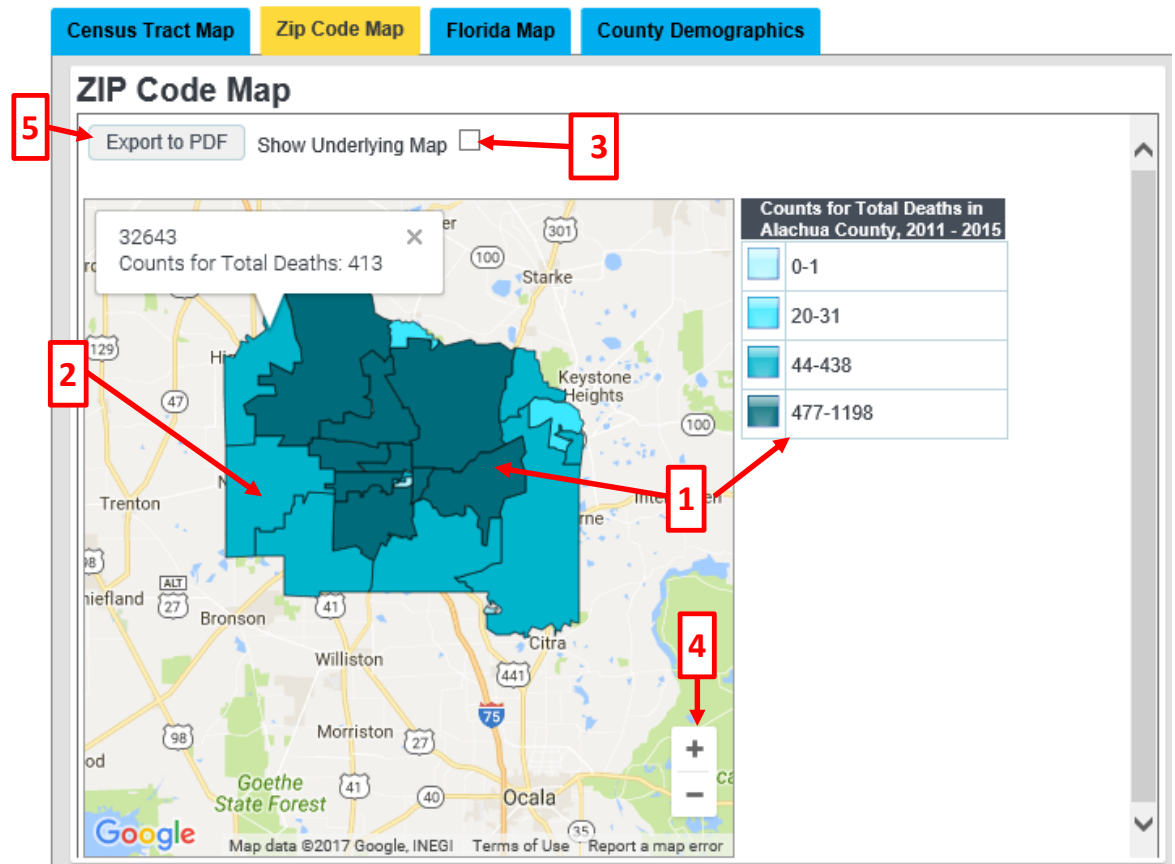 Census Tract Map
Zip Code Map
Florida Map
County Demographics
ZIP Code Map
5
Export to PDF
Show Underlying Map
3
32643
Counts for Total Deaths: 413
Counts for Total Deaths in
Alachua County, 2011 - 2015
0-1
20-31
44-438
477-1198
301
100
Starke
129
2
47
Keystone
Heights
100
1
Trenton
98
ALT
27
Bronson
41
Citra
4
Williston
441
75
Morriston
98
27
+
Goethe
State Forest
41
40
Ocala
−
35
Google
Map data ©2017 Google, INEGI
Terms of Use
Report a map error